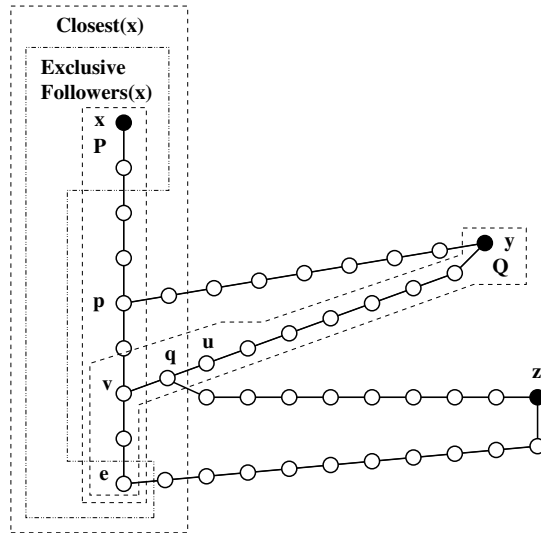 Closest(x)
Exclusive
Followers(x)
x
P
y
Q
p
u
q
v
z
e